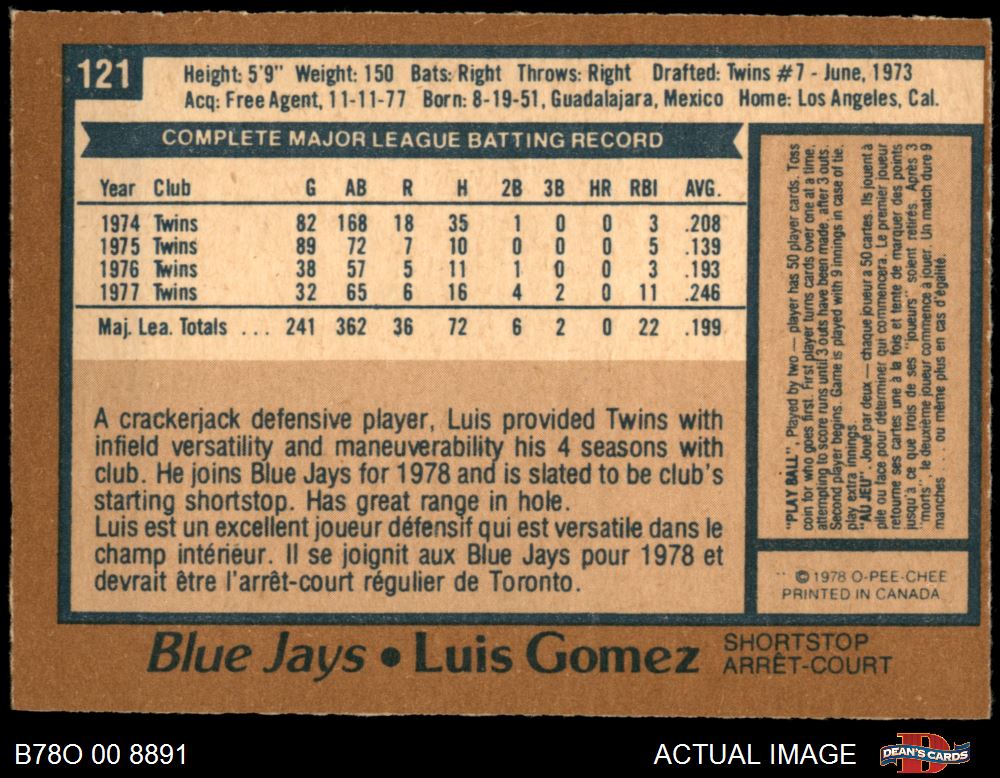 121
Height: 5'9" Weight: 150 Bats: Right Throws: Right Drafted: Twins #7 - June, 1973
Acq: Free Agent, 11-11-77 Born: 8-19-51, Guadalajara, Mexico Home: Los Angeles, Cal.
COMPLETE MAJOR LEAGUE BATTING RECORD
Year Club G AB R H 2B 3B HR RBI AVG.
1974 Twins 82 168 18 35 1 0 0 3 .208
1975 Twins 89 72 7 10 0 0 0 5 .139
1976 Twins 38 57 5 11 1 0 0 3 .193
1977 Twins 32 65 6 16 4 2 0 11 .246
Maj. Lea. Totals ... 241 362 36 72 6 2 0 22 .199
A crackerjack defensive player, Luis provided Twins with
infield versatility and maneuverability his 4 seasons with
club. He joins Blue Jays for 1978 and is slated to be club's
starting shortstop. Has great range in hole.
Luis est un excellent joueur défensif qui est versatile dans le
champ intérieur. Il se joignit aux Blue Jays pour 1978 et
devrait être l'arrêt-court régulier de Toronto.
"PLAY BALL", Played by two — player has 50 player cards. Toss
coin for who goes first. First player turns cards over one at a time,
attempting to score runs until 3 outs have been made, after 3 outs.
Second player begins. Game is played with 9 innings in case of tie.
play extra innings.
"AU JEU", Joué par deux — chaque joueur a 50 cartes. Ils jouent à
pile ou face pour déterminer qui commencera. Le premier joueur
retourne ses cartes une à la fois et tente de marquer des points
jusqu'à ce que trois de ses "joueurs" soient retirés. Après 3
"morts", le deuxième joueur commence à jouer. Un match dure 9
manches ... ou même plus en cas d'égalité.
© 1978 O-PEE-CHEE
PRINTED IN CANADA
Blue Jays • Luis Gomez SHORTSTOP
ARRÊT-COURT
B78O 00 8891
ACTUAL IMAGE
D
DEAN'S CARDS